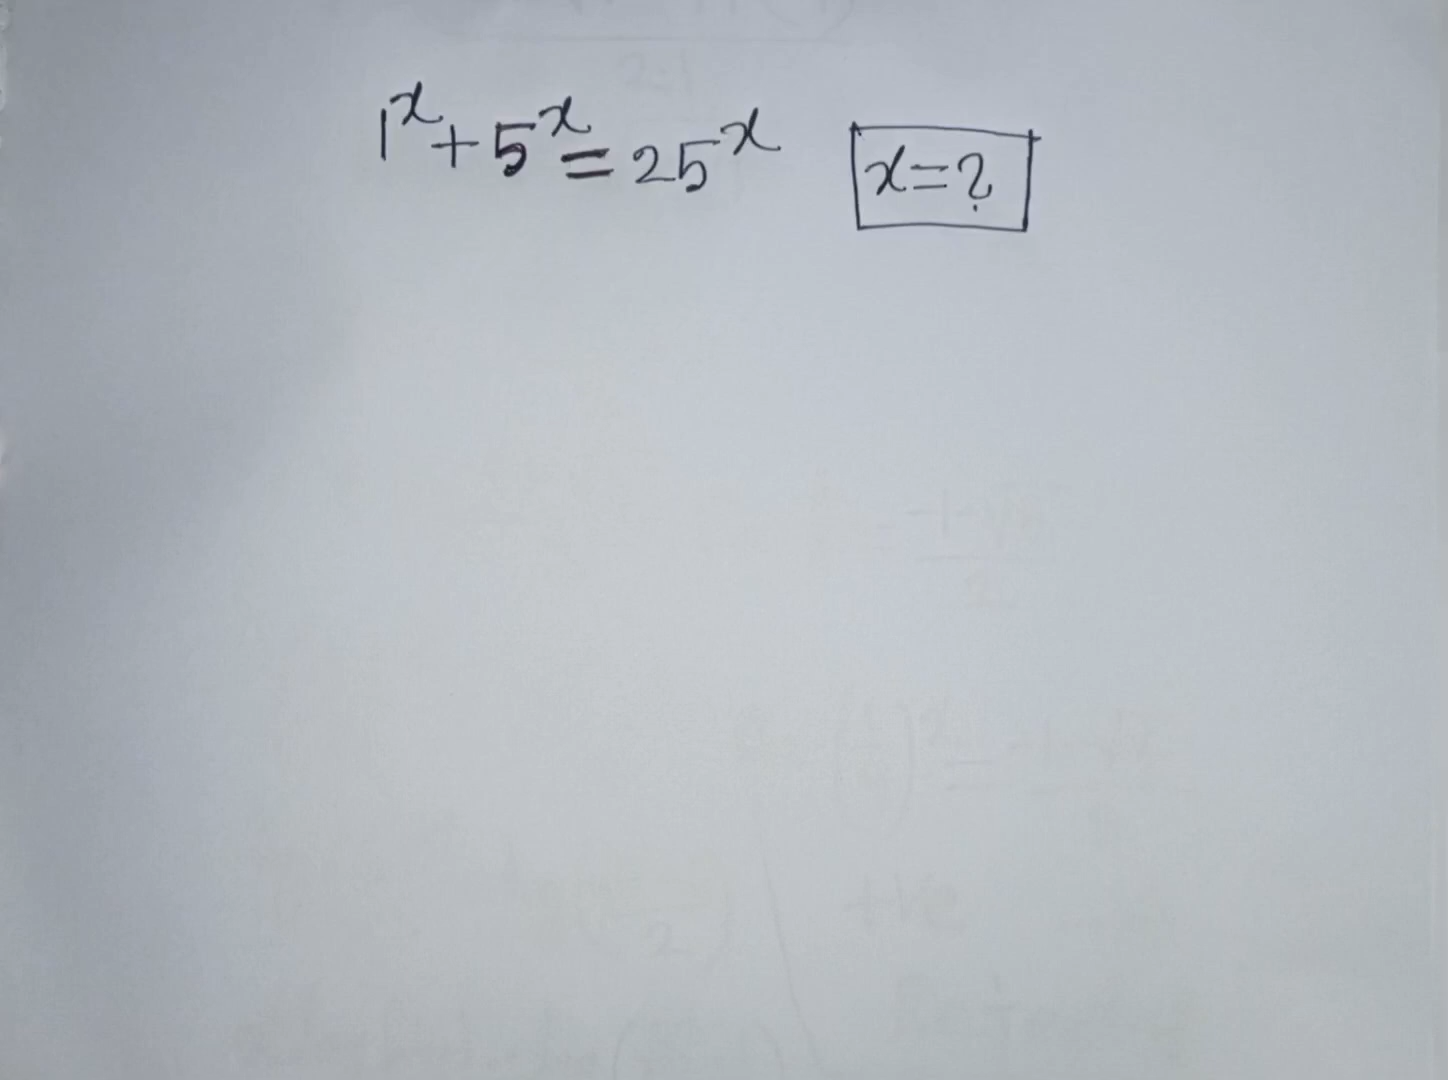 1^x + 5^x = 25^x    x = ?